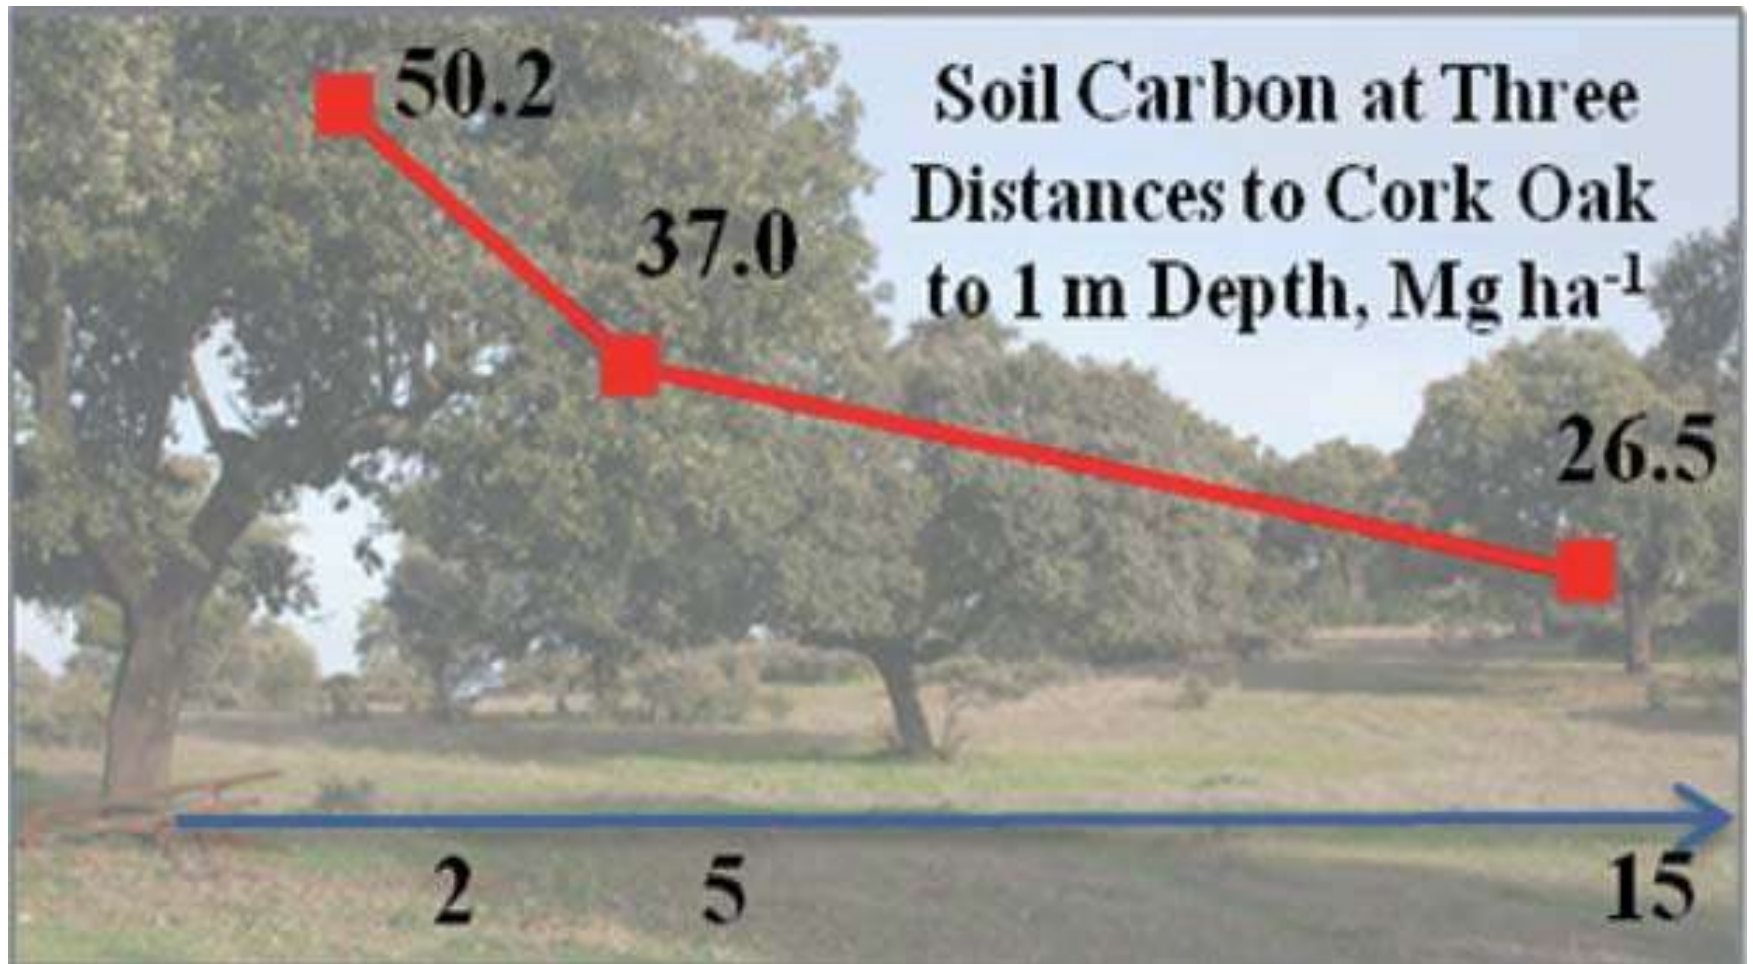 50.2
Soil Carbon at Three
Distances to Cork Oak
to 1 m Depth, Mg ha⁻¹
37.0
26.5
2 5 15